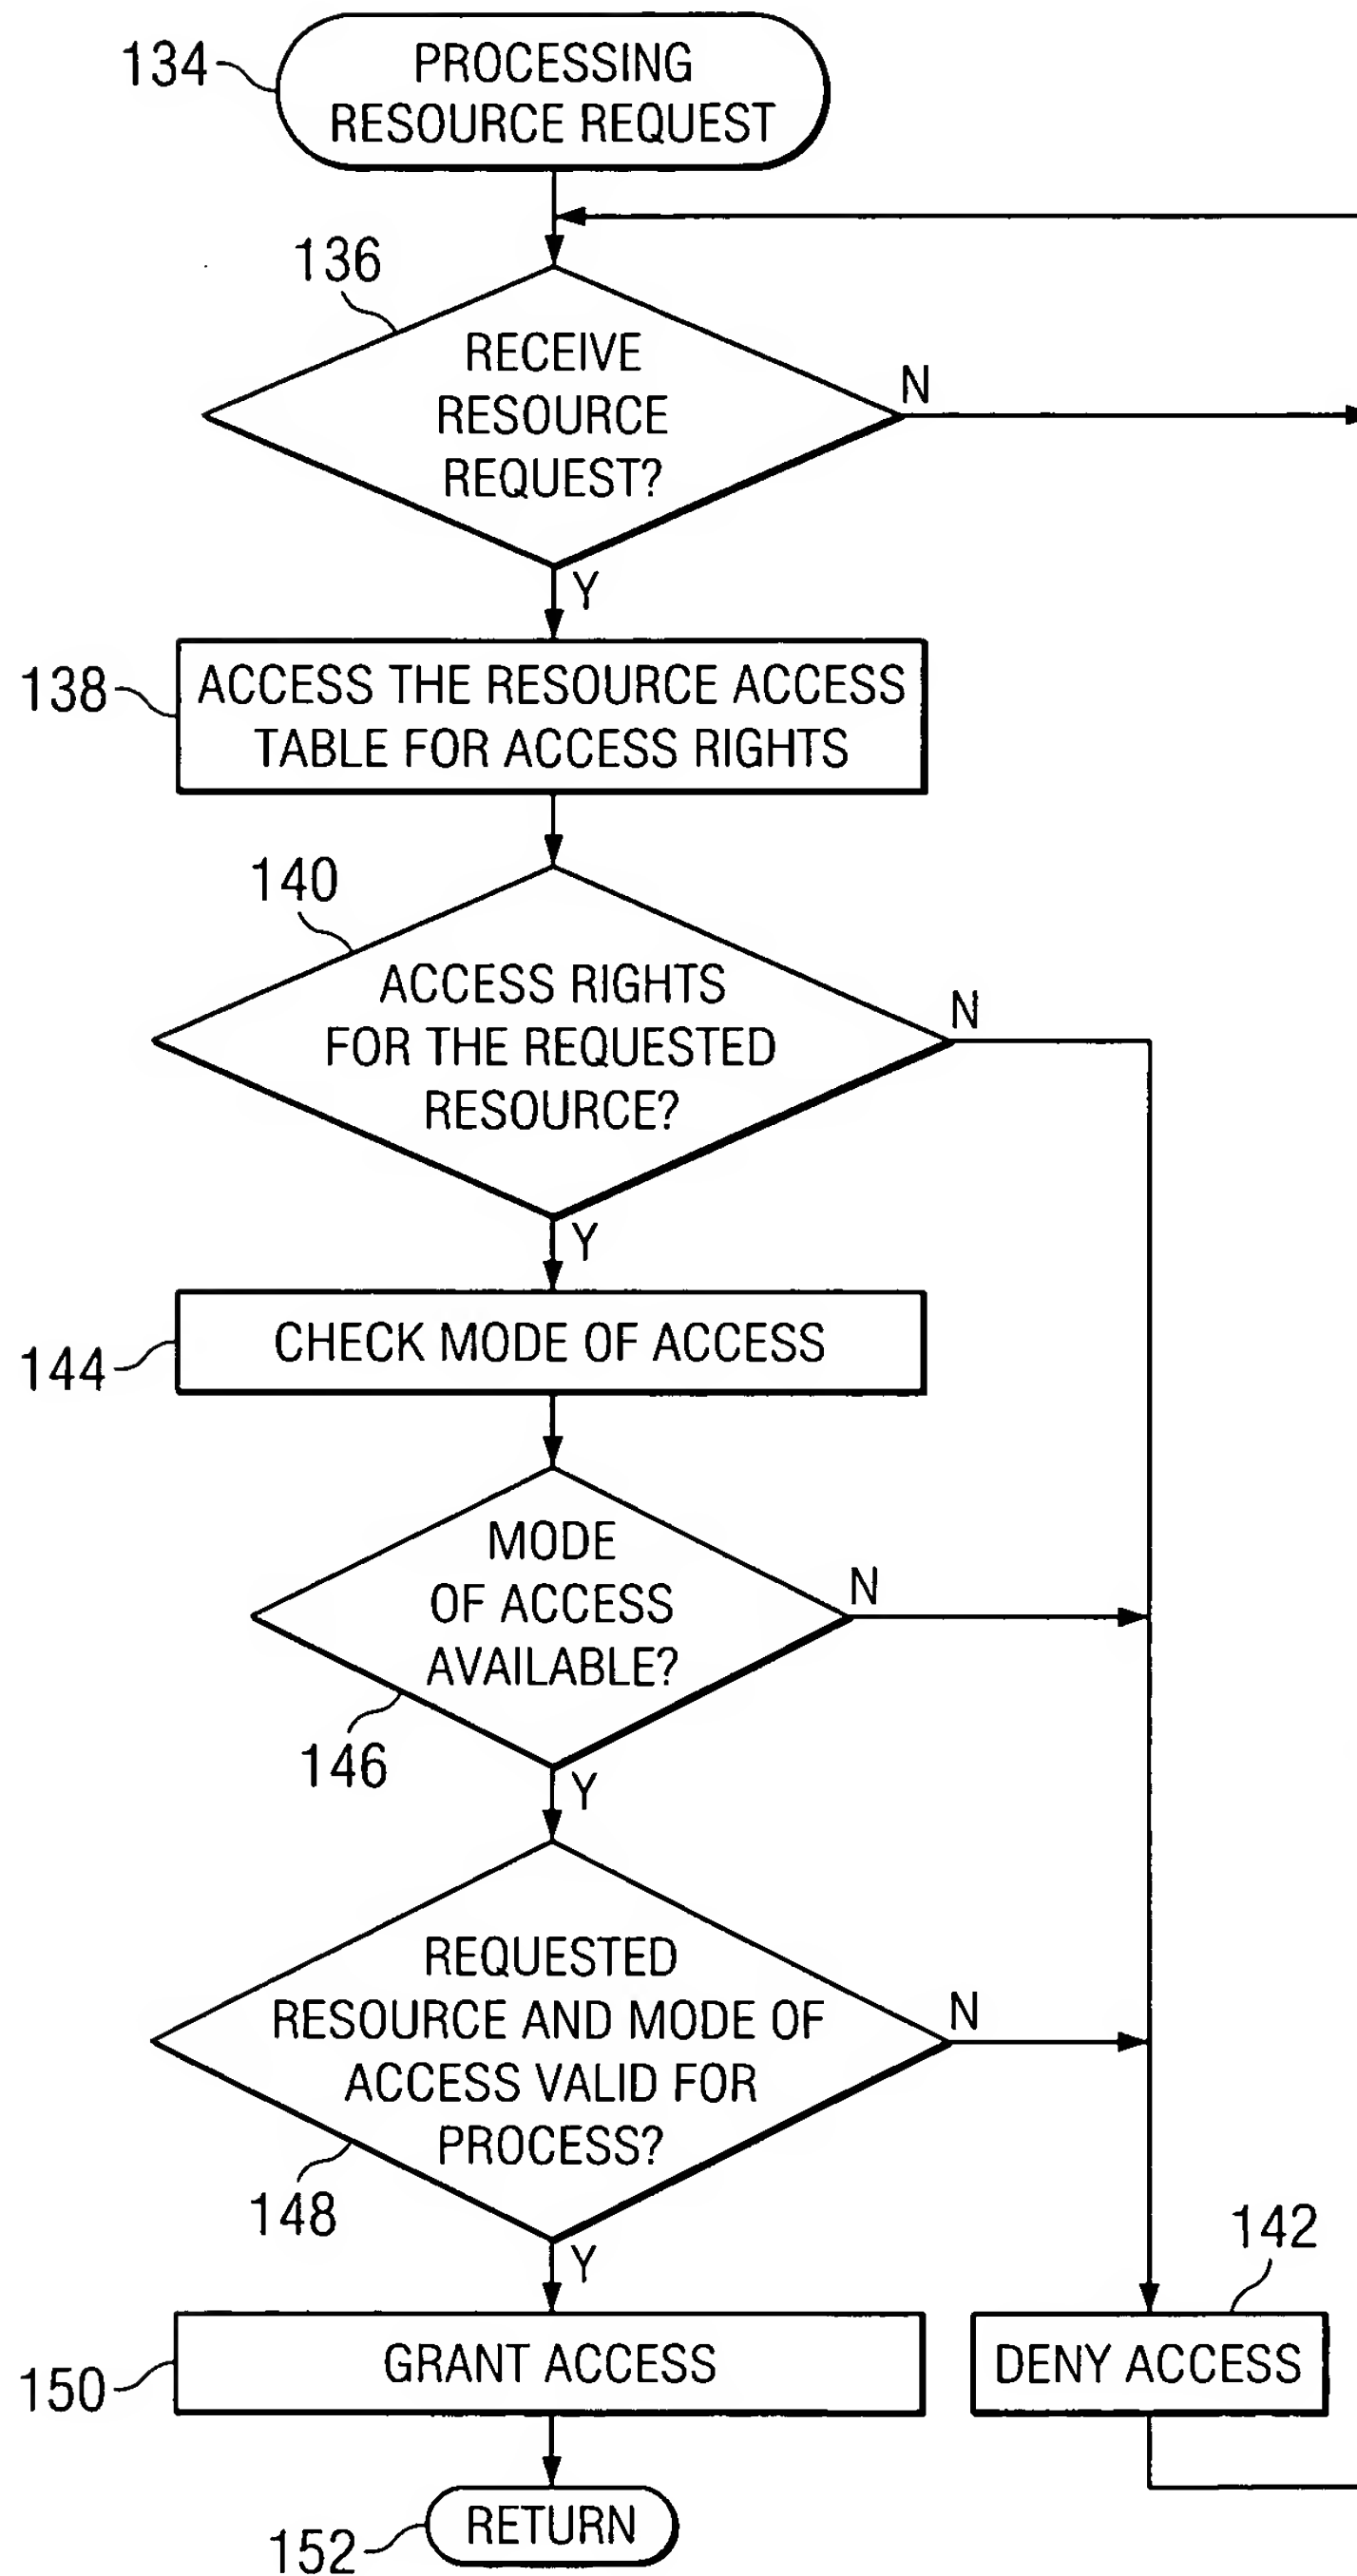 134
PROCESSING
RESOURCE REQUEST
136
RECEIVE
RESOURCE
REQUEST?
N
Y
138
ACCESS THE RESOURCE ACCESS
TABLE FOR ACCESS RIGHTS
140
ACCESS RIGHTS
FOR THE REQUESTED
RESOURCE?
N
Y
144
CHECK MODE OF ACCESS
MODE
OF ACCESS
AVAILABLE?
N
146
Y
REQUESTED
RESOURCE AND MODE OF
ACCESS VALID FOR
PROCESS?
N
148
Y
142
150
GRANT ACCESS
DENY ACCESS
152
RETURN